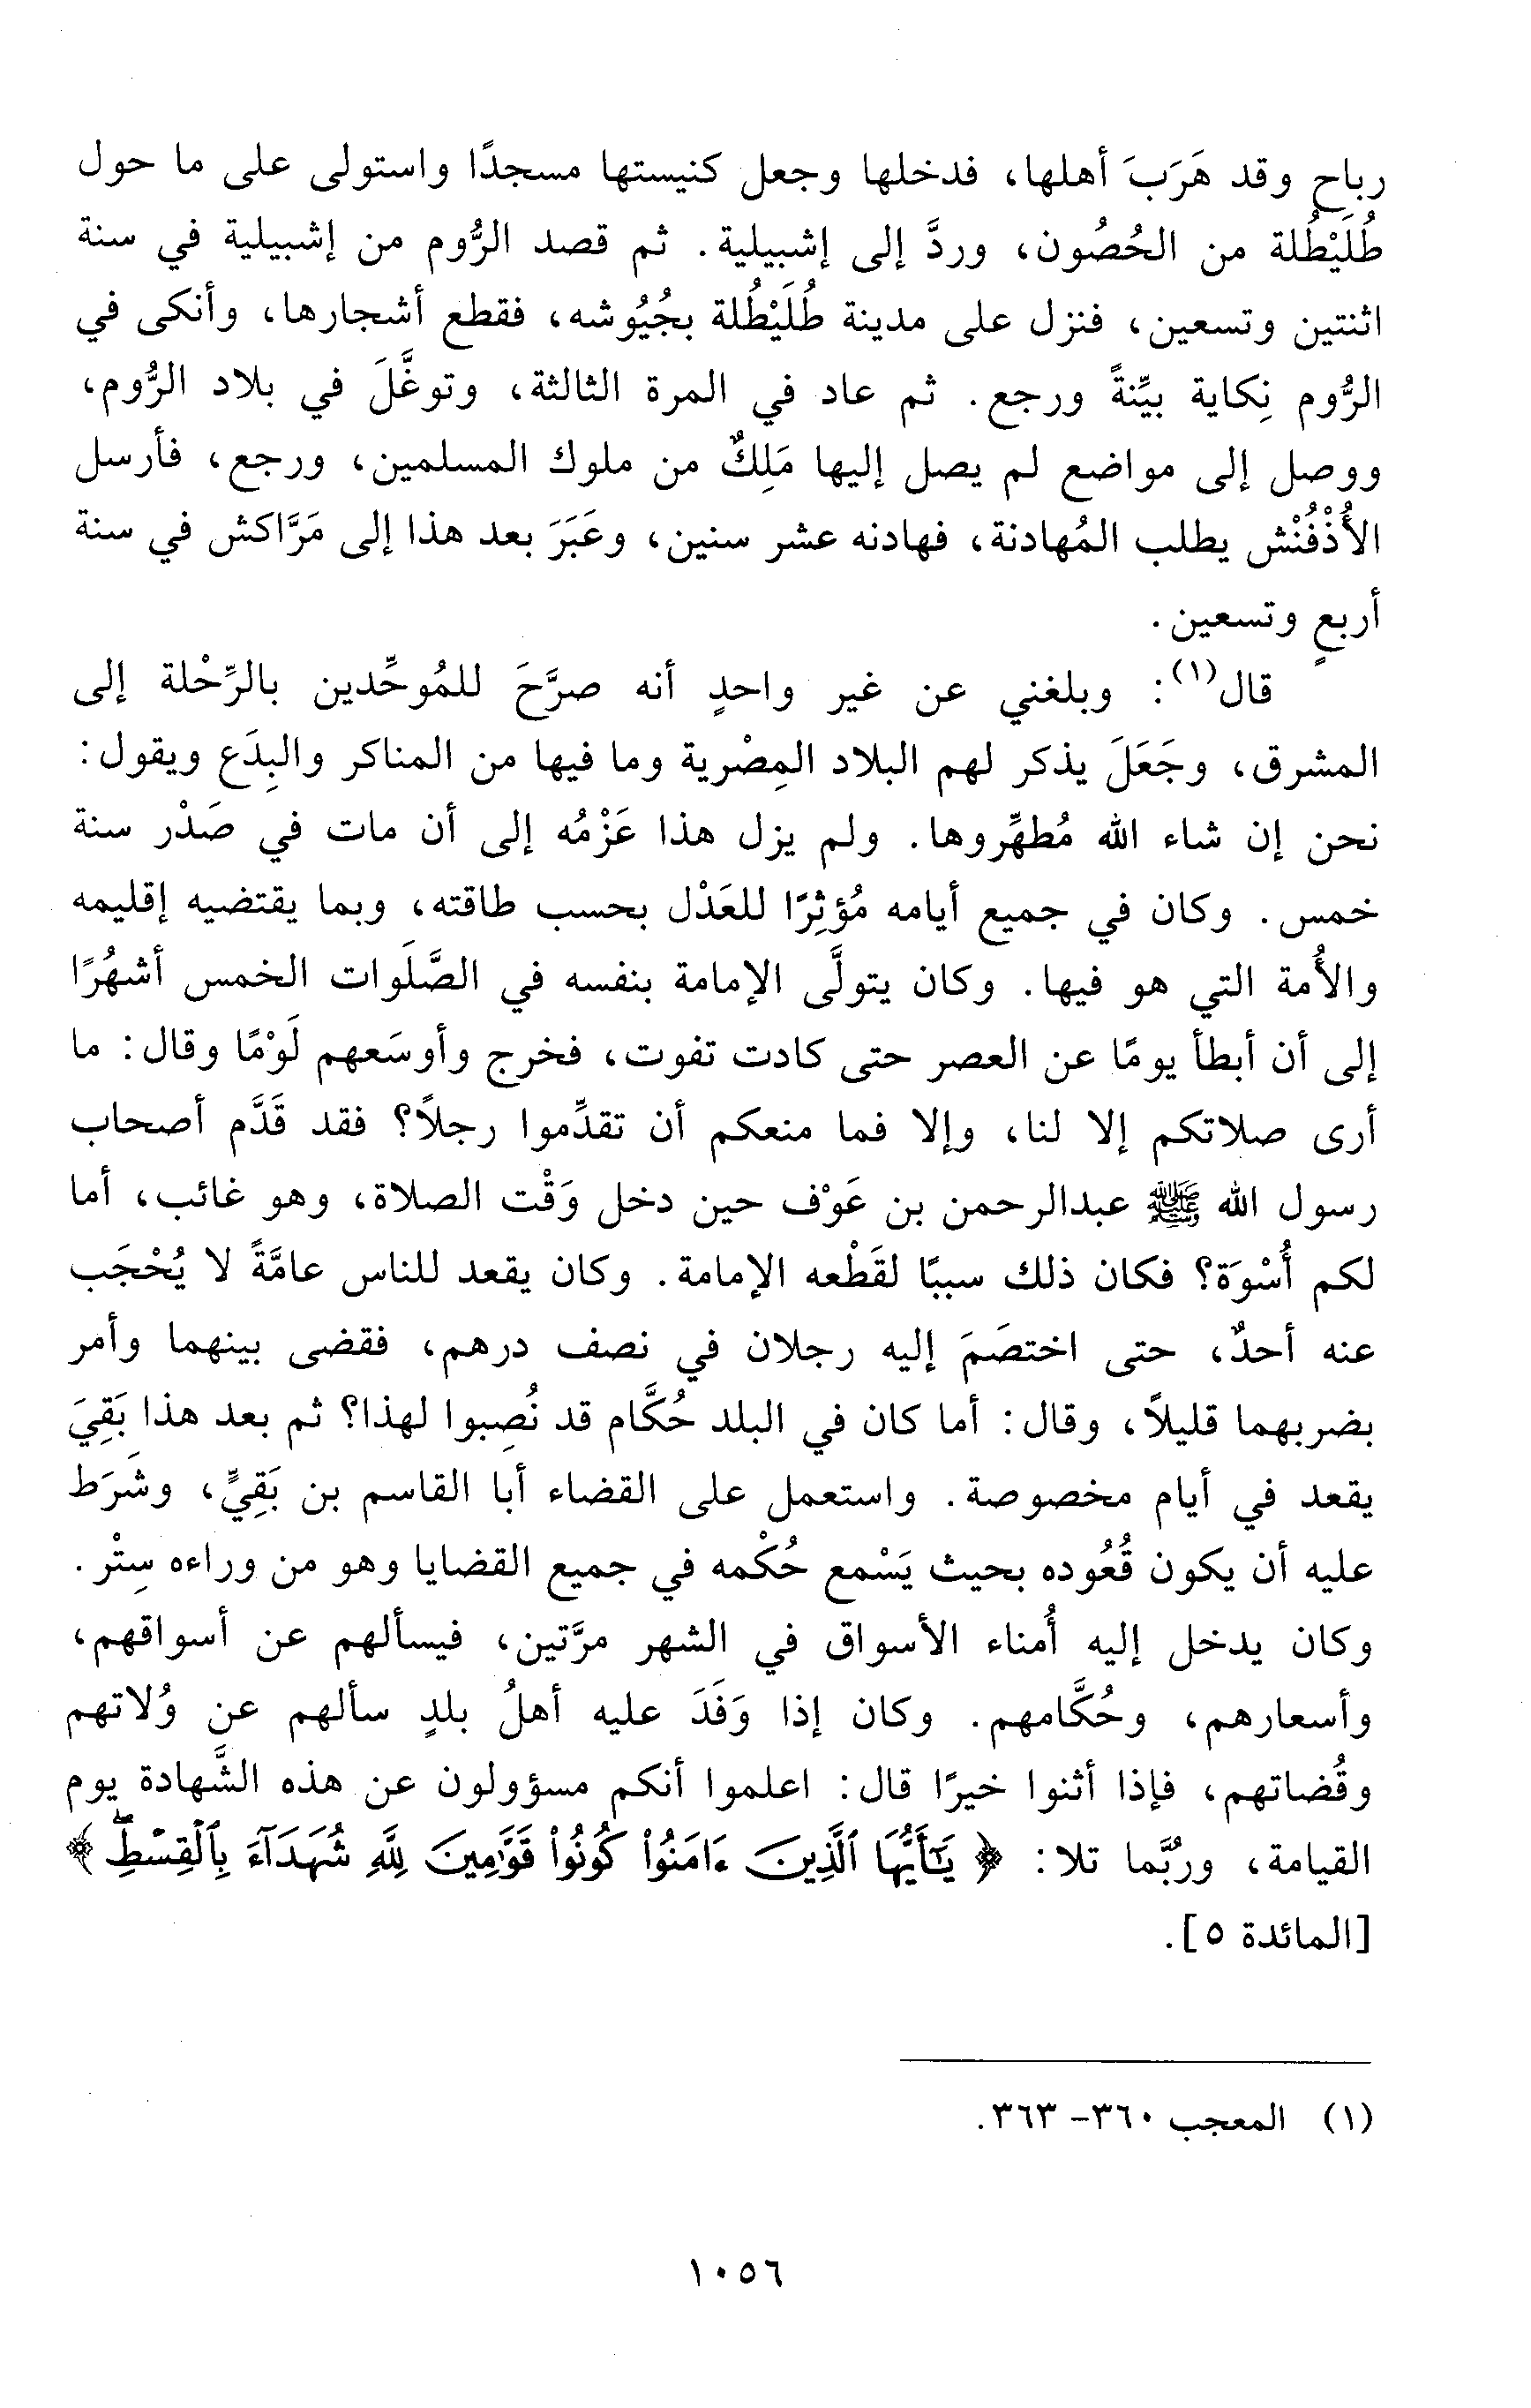 رباح وقد هَرَبَ أهلها، فدخلها وجعل كنيستها مسجدًا واستولى على ما حول
طُلَيْطُلة من الحُصُون، وردَّ إلى إشبيلية. ثم قصد الرُّوم من إشبيلية في سنة
اثنتين وتسعين، فنزل على مدينة طُلَيْطُلة بجُيُوشه، فقطع أشجارها، وأنكى في
الرُّوم نِكاية بيِّنةً ورجع. ثم عاد في المرة الثالثة، وتوغَّلَ في بلاد الرُّوم،
ووصل إلى مواضع لم يصل إليها مَلِكٌ من ملوك المسلمين، ورجع، فأرسل
الأُذْفُنْش يطلب المُهادنة، فهادنه عشر سنين، وعَبَرَ بعد هذا إلى مَرَّاكش في سنة
أربعٍ وتسعين.
قال(١): وبلغني عن غير واحدٍ أنه صرَّحَ للمُوحِّدين بالرِّحْلة إلى
المشرق، وجَعَلَ يذكر لهم البلاد المِصْرية وما فيها من المناكر والبِدَع ويقول:
نحن إن شاء الله مُطهِّروها. ولم يزل هذا عَزْمُه إلى أن مات في صَدْر سنة
خمس. وكان في جميع أيامه مُؤثِرًا للعَدْل بحسب طاقته، وبما يقتضيه إقليمه
والأُمة التي هو فيها. وكان يتولَّى الإمامة بنفسه في الصَّلَوات الخمس أشهُرًا
إلى أن أبطأ يومًا عن العصر حتى كادت تفوت، فخرج وأوسَعهم لَوْمًا وقال: ما
أرى صلاتكم إلا لنا، وإلا فما منعكم أن تقدِّموا رجلاً؟ فقد قَدَّم أصحاب
رسول الله ﷺ عبدالرحمن بن عَوْف حين دخل وَقْت الصلاة، وهو غائب، أما
لكم أُسْوَة؟ فكان ذلك سببًا لقَطْعه الإمامة. وكان يقعد للناس عامَّةً لا يُحْجَب
عنه أحدٌ، حتى اختصَمَ إليه رجلان في نصف درهم، فقضى بينهما وأمر
بضربهما قليلاً، وقال: أما كان في البلد حُكَّام قد نُصِبوا لهذا؟ ثم بعد هذا بَقِيَ
يقعد في أيام مخصوصة. واستعمل على القضاء أبا القاسم بن بَقِيٍّ، وشَرَط
عليه أن يكون قُعُوده بحيث يَسْمع حُكْمه في جميع القضايا وهو من وراءه سِتْر.
وكان يدخل إليه أُمناء الأسواق في الشهر مرَّتين، فيسألهم عن أسواقهم،
وأسعارهم، وحُكَّامهم. وكان إذا وَفَدَ عليه أهلُ بلدٍ سألهم عن وُلاتهم
وقُضاتهم، فإذا أثنوا خيرًا قال: اعلموا أنكم مسؤولون عن هذه الشَّهادة يوم
القيامة، ورُبَّما تلا: ﴿ يَٰٓأَيُّهَا ٱلَّذِينَ ءَامَنُوا۟ كُونُوا۟ قَوَّٰمِينَ لِلَّهِ شُهَدَآءَ بِٱلْقِسْطِ ۖ ﴾
[المائدة ٥].
(١) المعجب ٣٦٠- ٣٦٣.
١٠٥٦